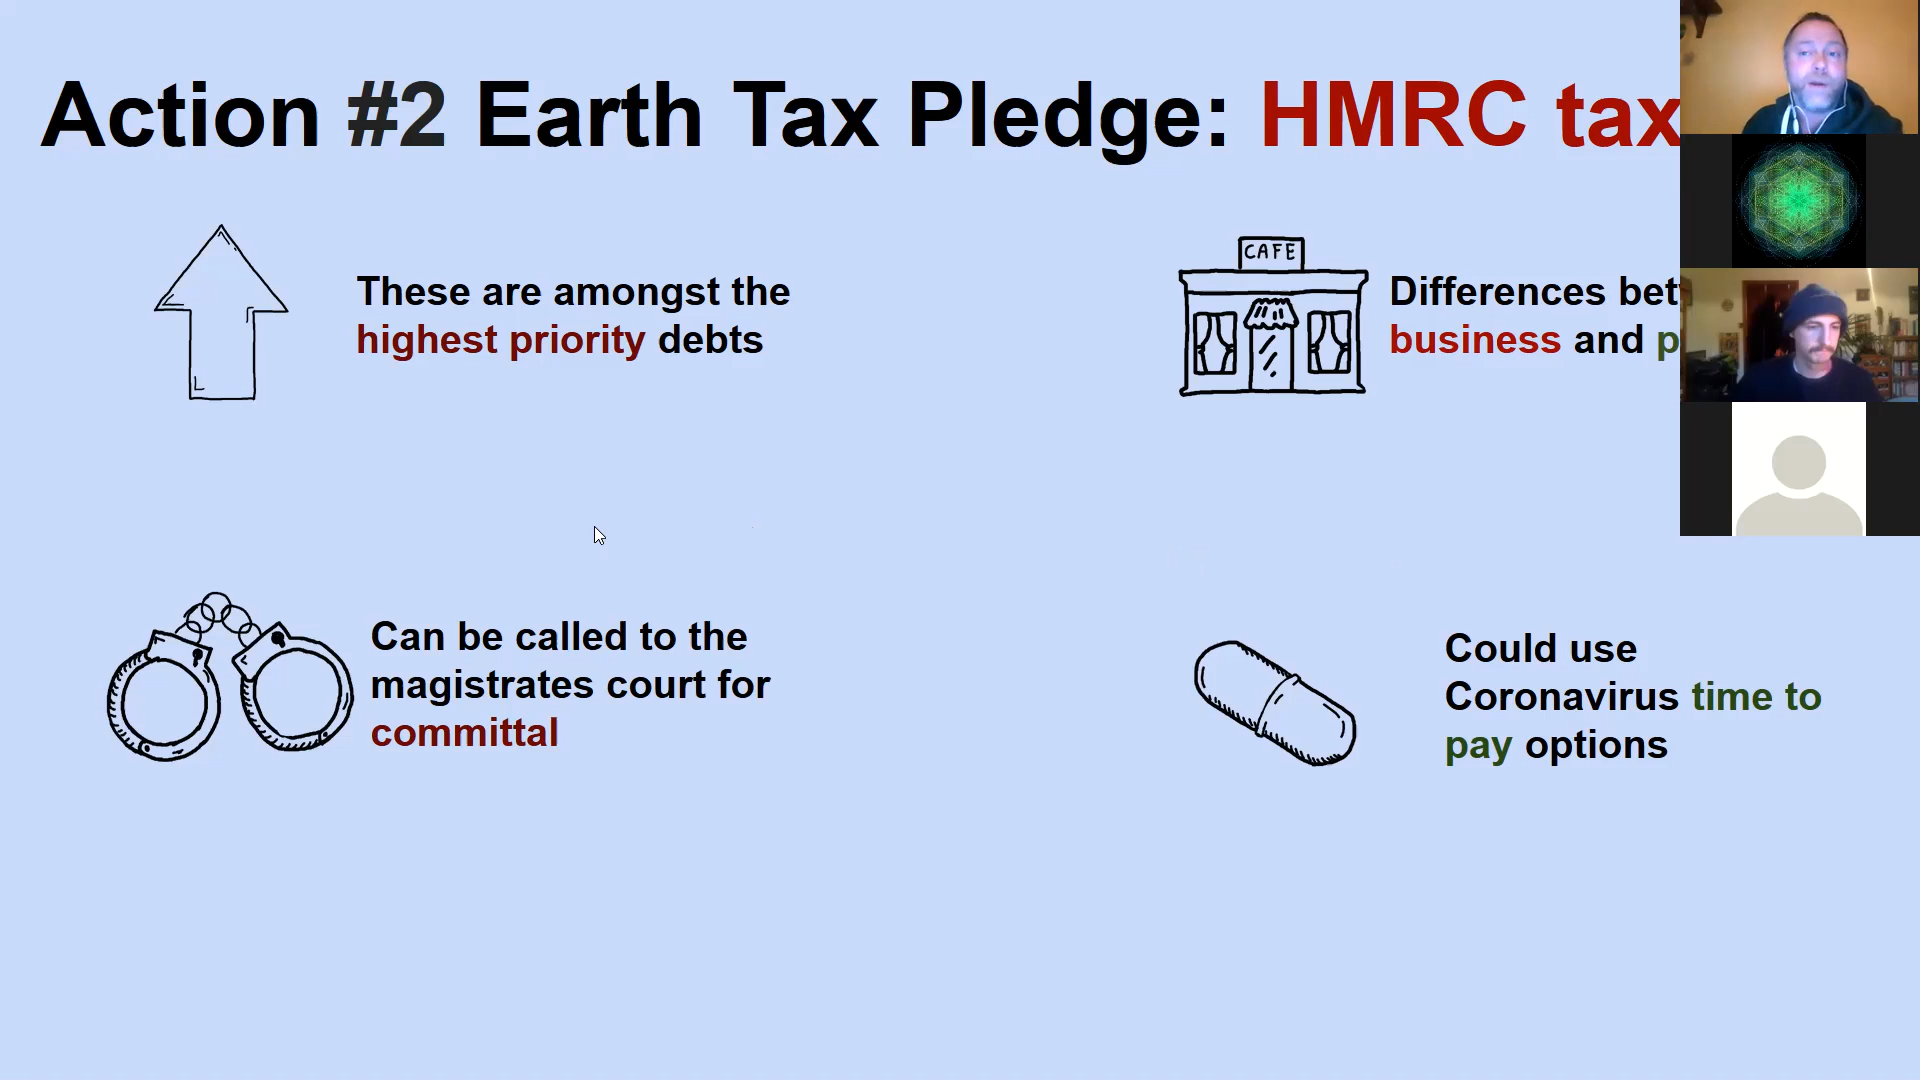 Action #2 Earth Tax Pledge: HMRC tax
These are amongst the
highest priority debts
CAFE
Differences
business and
Can be called to the
magistrates court for
committal
Could use
Coronavirus time to
pay options